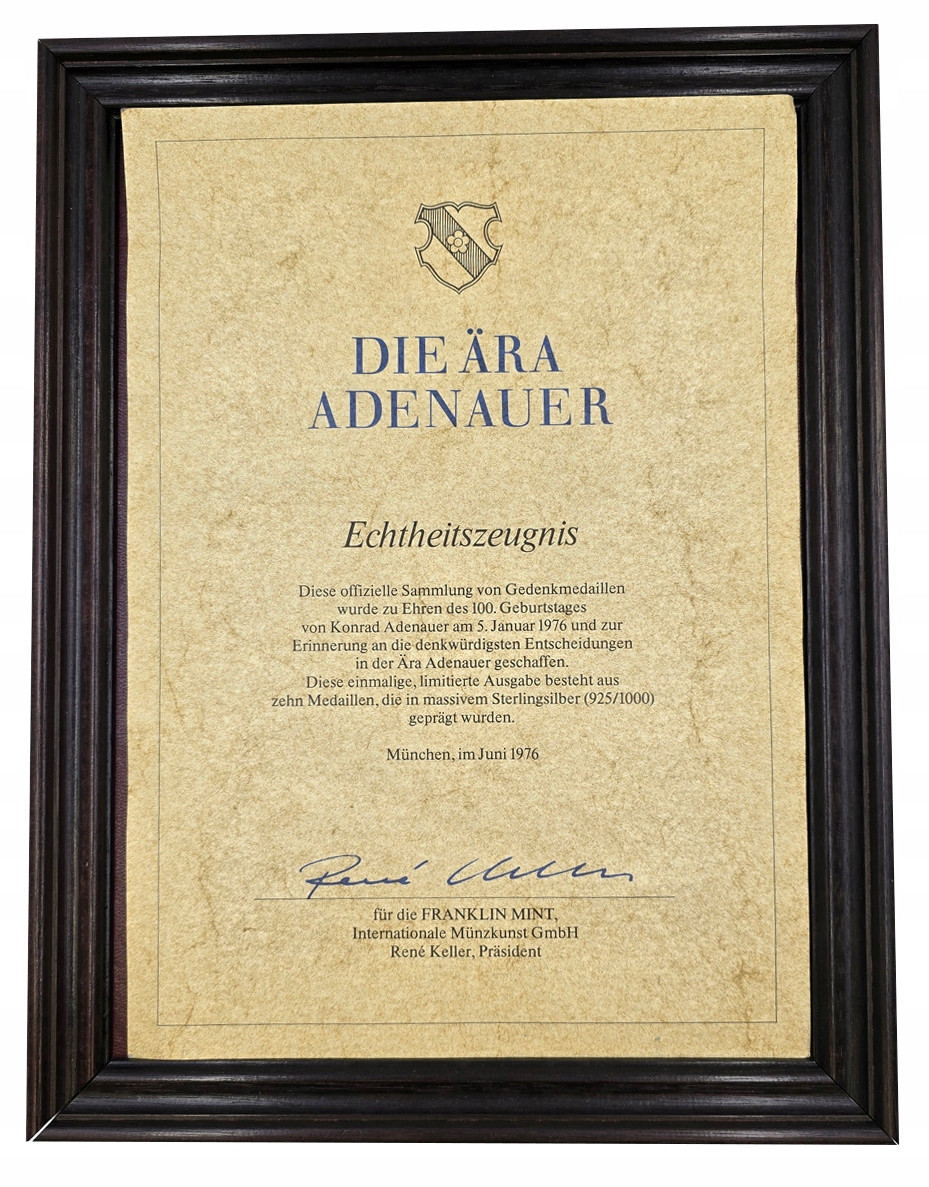 DIE ÄRA
ADENAUER
Echtheitszeugnis
Diese offizielle Sammlung von Gedenkmedaillen
wurde zu Ehren des 100. Geburtstages
von Konrad Adenauer am 5. Januar 1976 und zur
Erinnerung an die denkwürdigsten Entscheidungen
in der Ära Adenauer geschaffen.
Diese einmalige, limitierte Ausgabe besteht aus
zehn Medaillen, die in massivem Sterlingsilber (925/1000)
geprägt wurden.
München, im Juni 1976
René Keller
für die FRANKLIN MINT,
Internationale Münzkunst GmbH
René Keller, Präsident